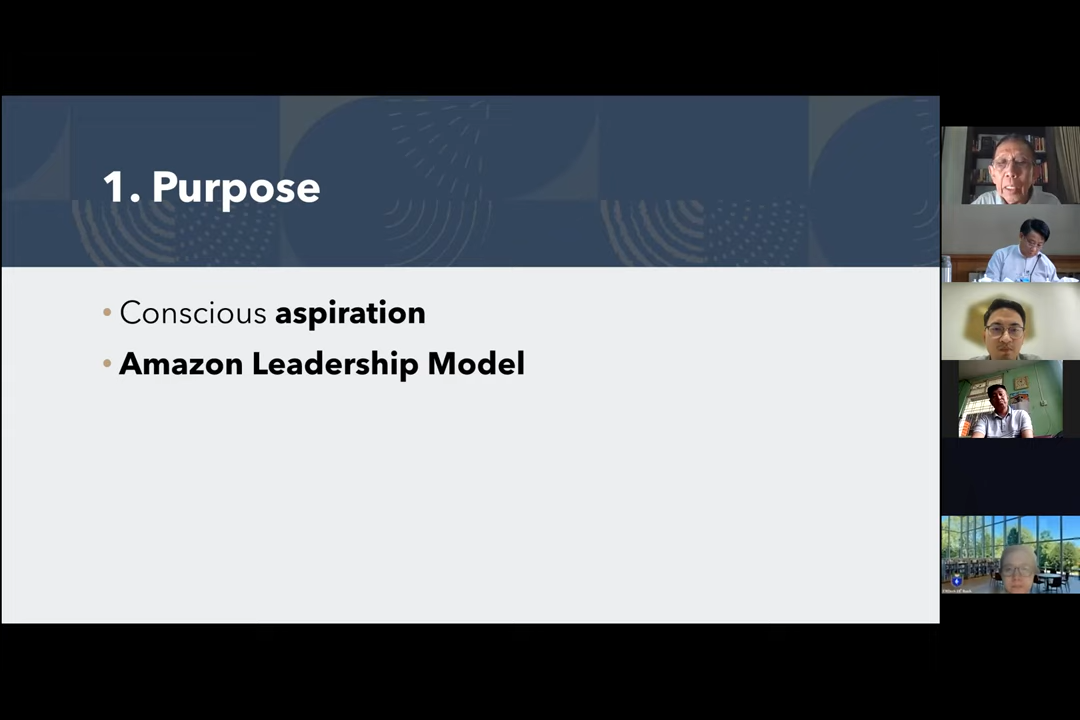 1. Purpose
• Conscious aspiration
• Amazon Leadership Model